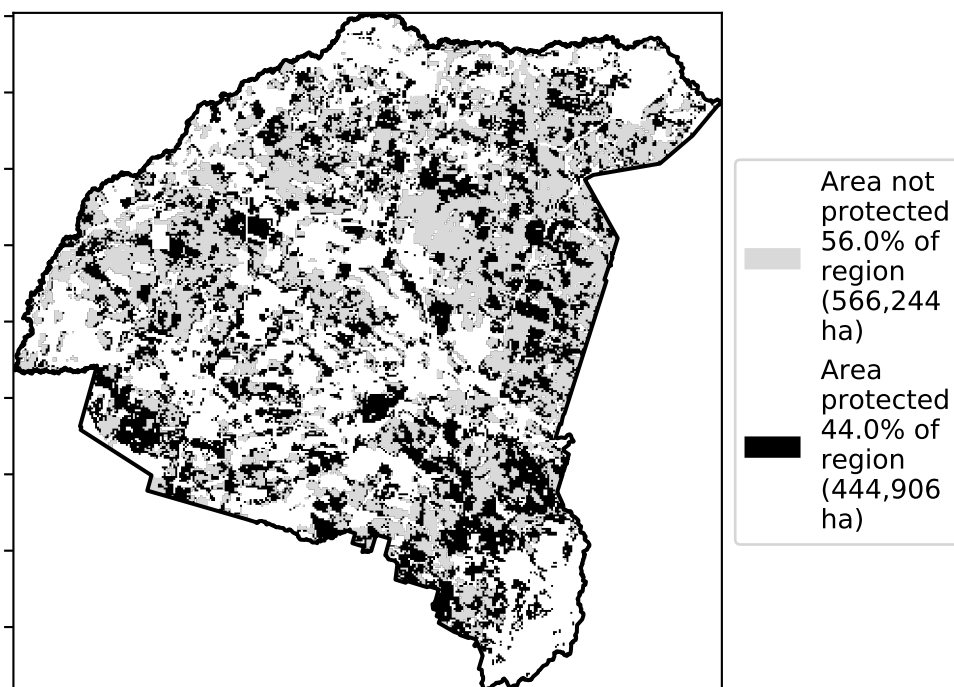 Area not
protected
56.0% of
region
(566,244
ha)
Area
protected
44.0% of
region
(444,906
ha)